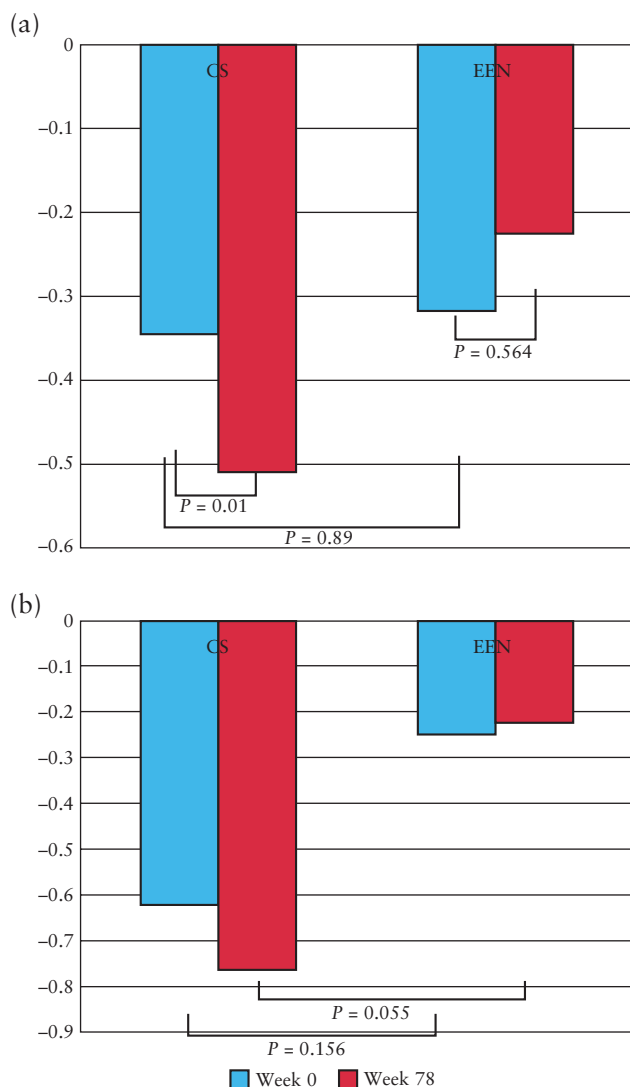 (a)
0
CS EEN
–0.1
–0.2
–0.3
P = 0.564
–0.4
–0.5
P = 0.01
P = 0.89
–0.6
(b)
0
CS EEN
–0.1
–0.2
–0.3
–0.4
–0.5
–0.6
–0.7
–0.8
P = 0.055
–0.9
P = 0.156
Week 0 Week 78